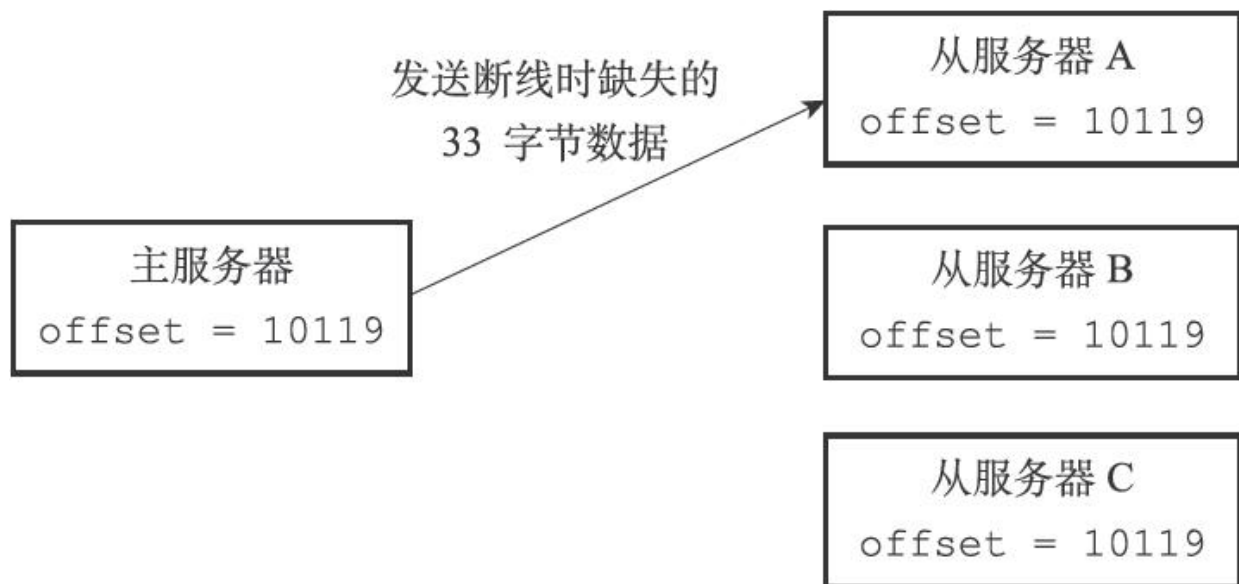 发送断线时缺失的
33 字节数据
主服务器
offset = 10119
从服务器 A
offset = 10119
从服务器 B
offset = 10119
从服务器 C
offset = 10119